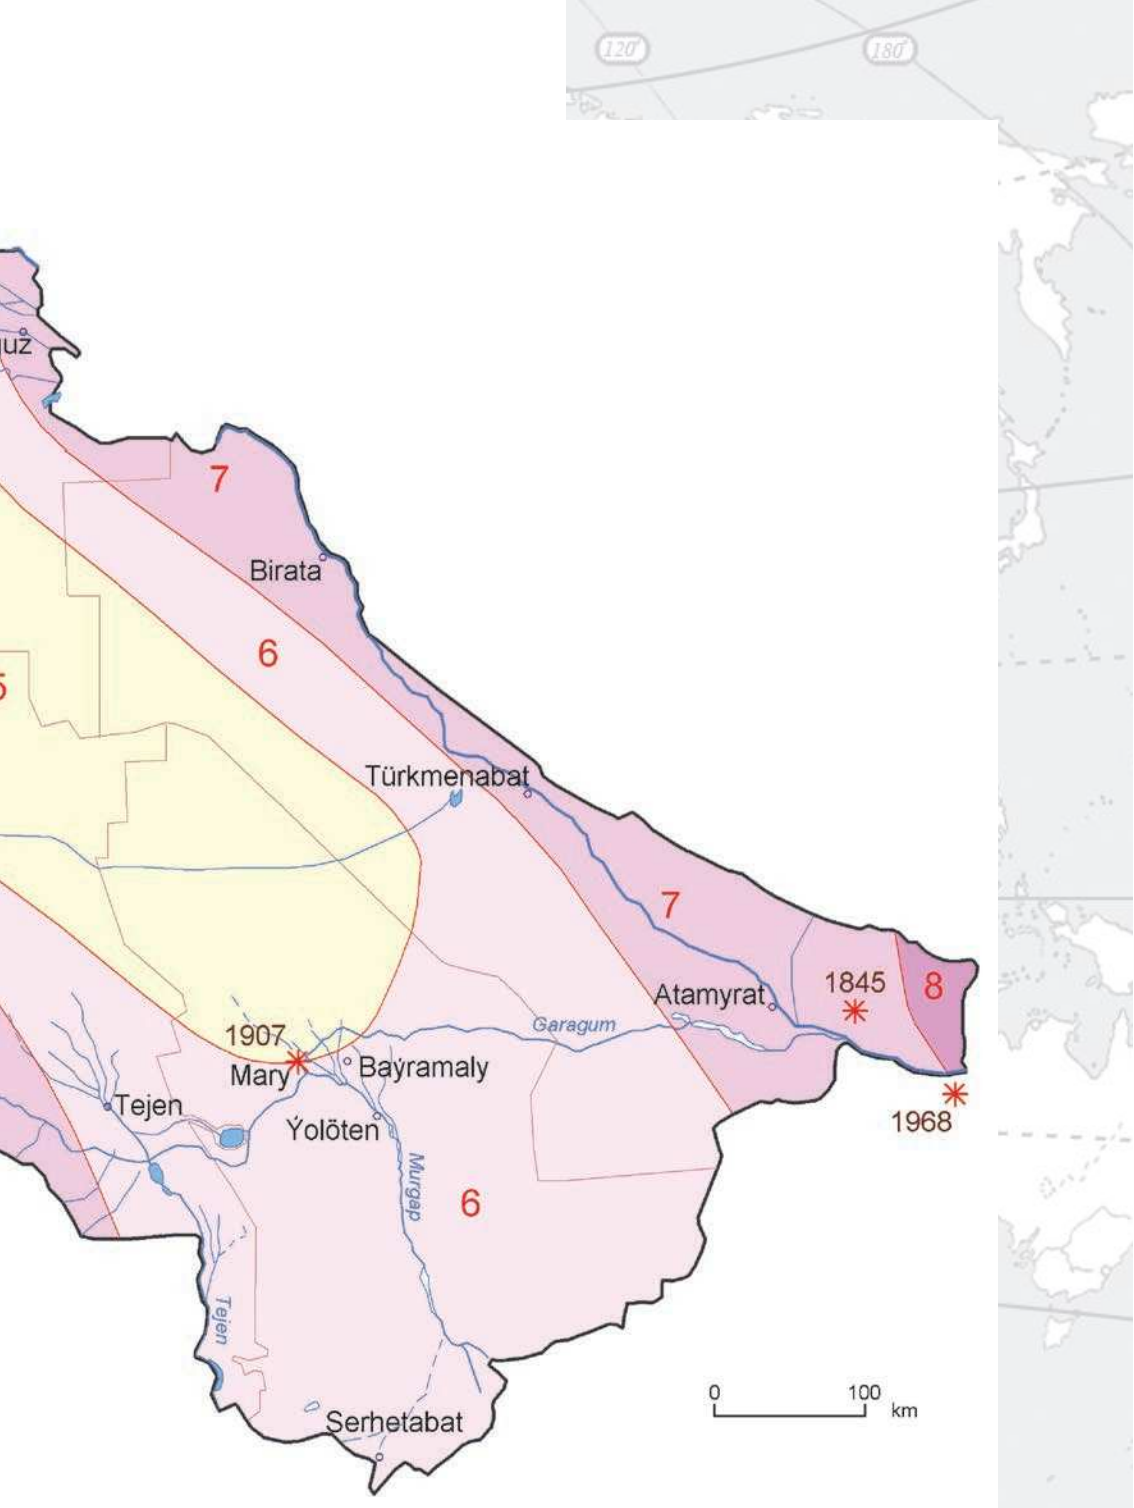 120°
180°
uz
7
Birata
6
5
Türkmenabat
7
Atamyrat
1845
8
1907
Garagum
Mary
Baýramaly
1968
Tejen
Ýolöten
Murgap
6
Tejen
0 100
km
Serhetabat